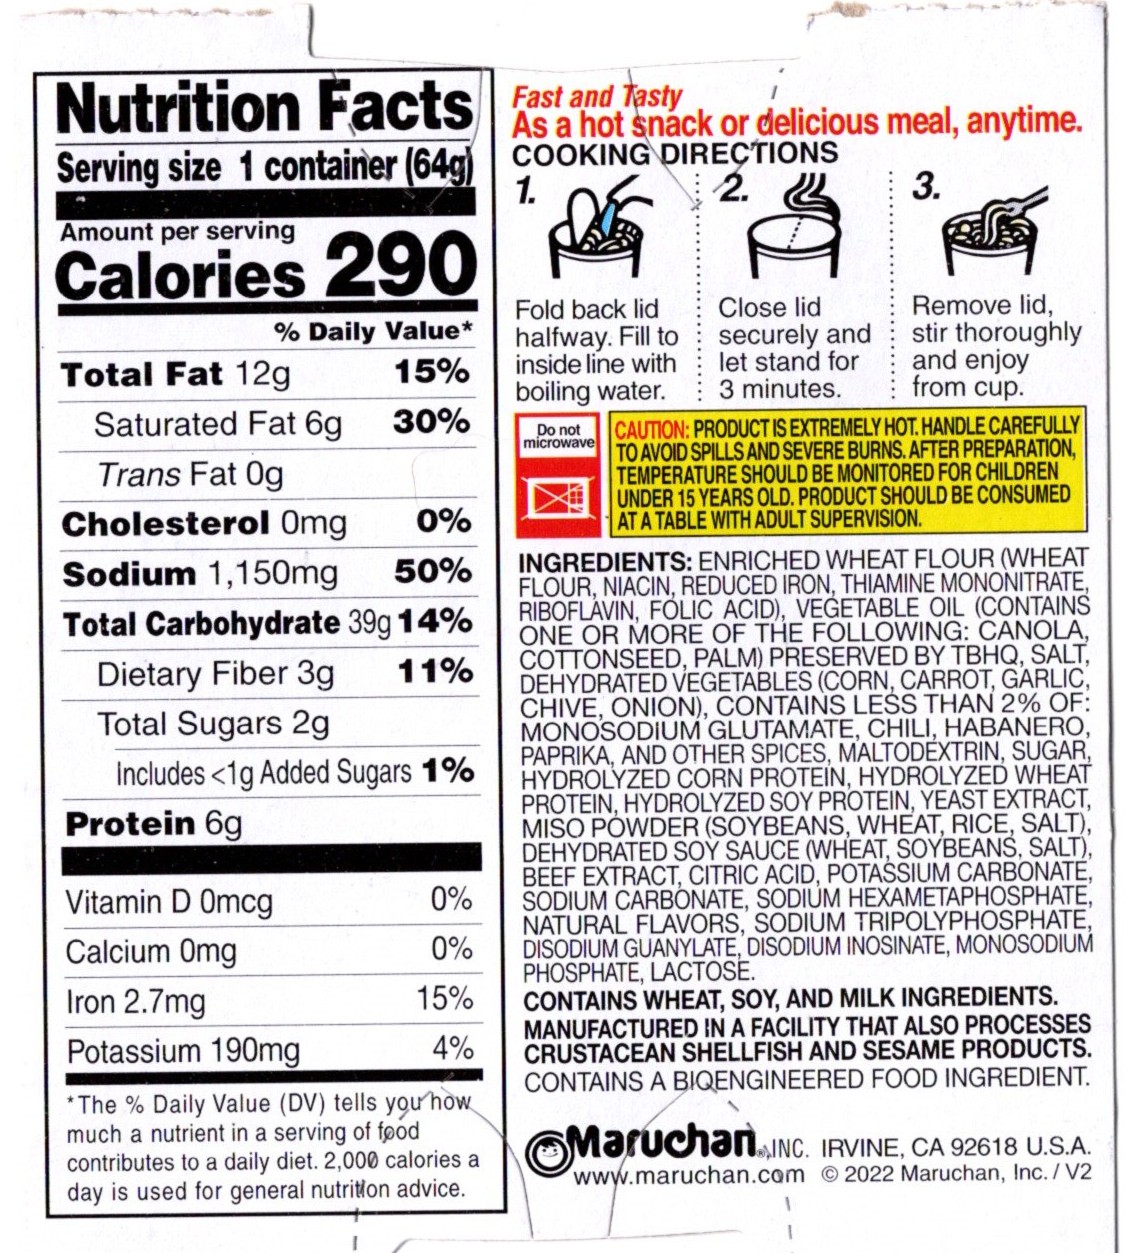 Nutrition Facts
Serving size 1 container (64g)
Amount per serving
Calories 290
% Daily Value*
Total Fat 12g 15%
Saturated Fat 6g 30%
Trans Fat 0g
Cholesterol 0mg 0%
Sodium 1,150mg 50%
Total Carbohydrate 39g 14%
Dietary Fiber 3g 11%
Total Sugars 2g
Includes <1g Added Sugars 1%
Protein 6g
Vitamin D 0mcg 0%
Calcium 0mg 0%
Iron 2.7mg 15%
Potassium 190mg 4%
*The % Daily Value (DV) tells you how
much a nutrient in a serving of food
contributes to a daily diet. 2,000 calories a
day is used for general nutrition advice.
Fast and Tasty
As a hot snack or delicious meal, anytime.
COOKING DIRECTIONS
1.
Fold back lid
halfway. Fill to
inside line with
boiling water.
2.
Close lid
securely and
let stand for
3 minutes.
3.
Remove lid,
stir thoroughly
and enjoy
from cup.
Do not
microwave
CAUTION: PRODUCT IS EXTREMELY HOT. HANDLE CAREFULLY
TO AVOID SPILLS AND SEVERE BURNS. AFTER PREPARATION,
TEMPERATURE SHOULD BE MONITORED FOR CHILDREN
UNDER 15 YEARS OLD. PRODUCT SHOULD BE CONSUMED
AT A TABLE WITH ADULT SUPERVISION.
INGREDIENTS: ENRICHED WHEAT FLOUR (WHEAT
FLOUR, NIACIN, REDUCED IRON, THIAMINE MONONITRATE,
RIBOFLAVIN, FOLIC ACID), VEGETABLE OIL (CONTAINS
ONE OR MORE OF THE FOLLOWING: CANOLA,
COTTONSEED, PALM) PRESERVED BY TBHQ, SALT,
DEHYDRATED VEGETABLES (CORN, CARROT, GARLIC,
CHIVE, ONION), CONTAINS LESS THAN 2% OF:
MONOSODIUM GLUTAMATE, CHILI, HABANERO,
PAPRIKA, AND OTHER SPICES, MALTODEXTRIN, SUGAR,
HYDROLYZED CORN PROTEIN, HYDROLYZED WHEAT
PROTEIN, HYDROLYZED SOY PROTEIN, YEAST EXTRACT,
MISO POWDER (SOYBEANS, WHEAT, RICE, SALT),
DEHYDRATED SOY SAUCE (WHEAT, SOYBEANS, SALT),
BEEF EXTRACT, CITRIC ACID, POTASSIUM CARBONATE,
SODIUM CARBONATE, SODIUM HEXAMETAPHOSPHATE,
NATURAL FLAVORS, SODIUM TRIPOLYPHOSPHATE,
DISODIUM GUANYLATE, DISODIUM INOSINATE, MONOSODIUM
PHOSPHATE, LACTOSE.
CONTAINS WHEAT, SOY, AND MILK INGREDIENTS.
MANUFACTURED IN A FACILITY THAT ALSO PROCESSES
CRUSTACEAN SHELLFISH AND SESAME PRODUCTS.
CONTAINS A BIOENGINEERED FOOD INGREDIENT.
Maruchan®, INC. IRVINE, CA 92618 U.S.A.
www.maruchan.com © 2022 Maruchan, Inc. / V2